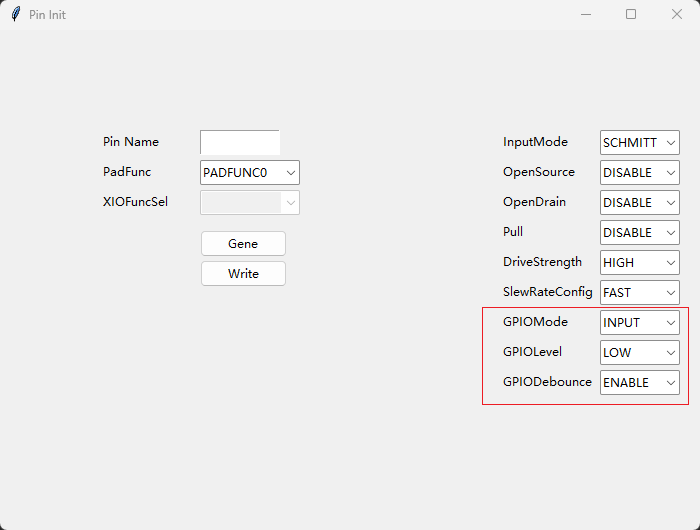 Pin Init
Pin Name
PadFunc PADFUNC0
XIOFuncSel
Gene
Write
InputMode SCHMITT
OpenSource DISABLE
OpenDrain DISABLE
Pull DISABLE
DriveStrength HIGH
SlewRateConfig FAST
GPIOMode INPUT
GPIOLevel LOW
GPIODebounce ENABLE